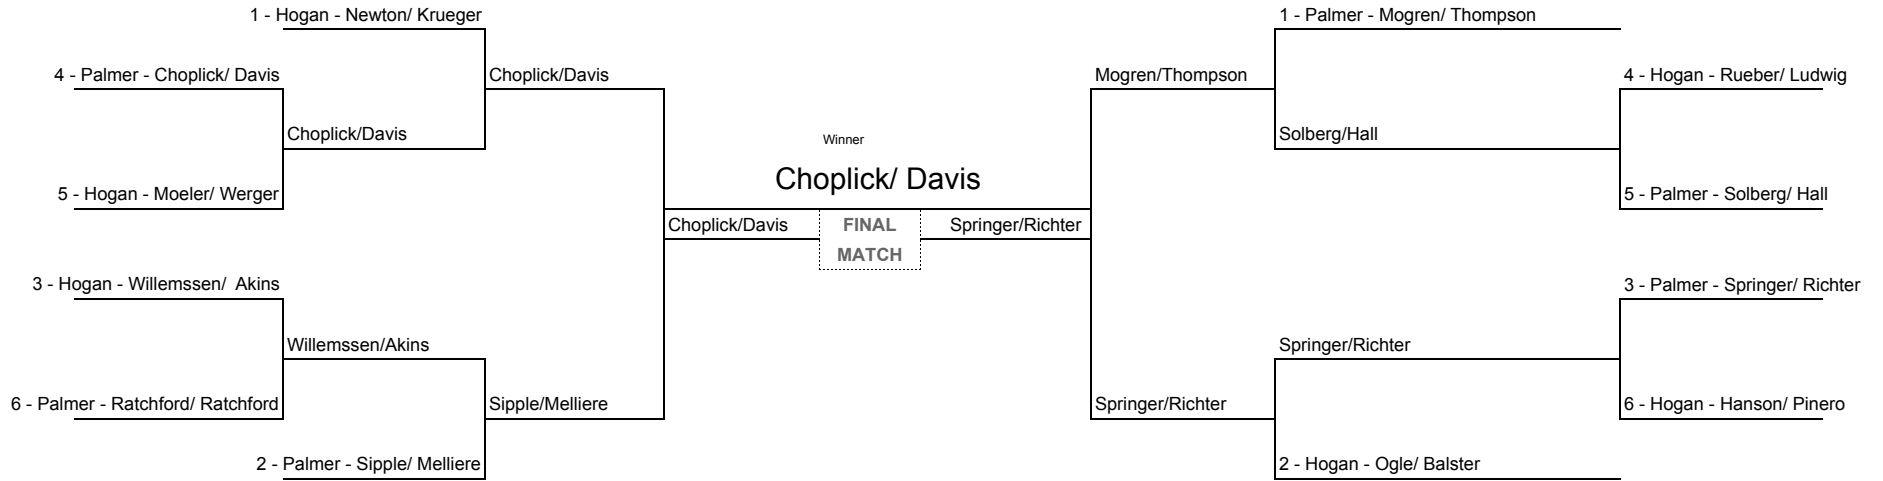 1 - Hogan - Newton/ Krueger
1 - Palmer - Mogren/ Thompson
4 - Palmer - Choplick/ Davis
Choplick/Davis
Mogren/Thompson
4 - Hogan - Rueber/ Ludwig
Choplick/Davis
Winner
Solberg/Hall
Choplick/ Davis
5 - Hogan - Moeler/ Werger
5 - Palmer - Solberg/ Hall
Choplick/Davis
FINAL
MATCH
Springer/Richter
3 - Hogan - Willemssen/ Akins
3 - Palmer - Springer/ Richter
Willemssen/Akins
Springer/Richter
6 - Palmer - Ratchford/ Ratchford
Sipple/Melliere
Springer/Richter
6 - Hogan - Hanson/ Pinero
2 - Palmer - Sipple/ Melliere
2 - Hogan - Ogle/ Balster